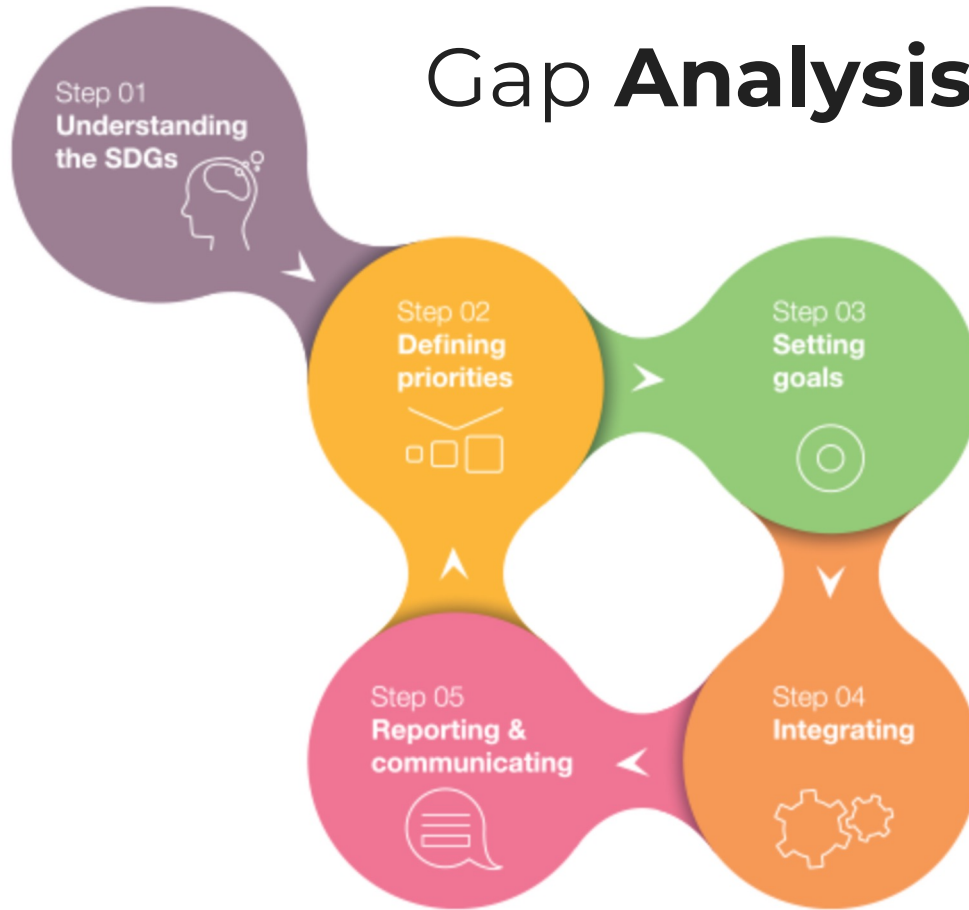 Gap Analysis
Step 01
Understanding
the SDGs
Step 02
Defining
priorities
Step 03
Setting
goals
Step 04
Integrating
Step 05
Reporting &
communicating